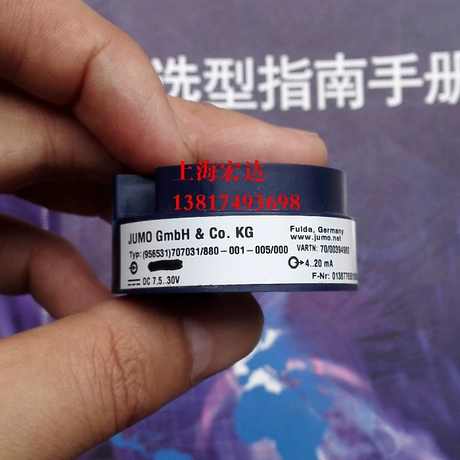 选型指南手册
上海宏达
13817493698
JUMO GmbH & Co. KG
Fulda, Germany
www.jumo.net
Typ: (956531)707031/880-001-005/000
VARTN: 70/00394980
4..20 mA
DC 7,5..30V
F-Nr: